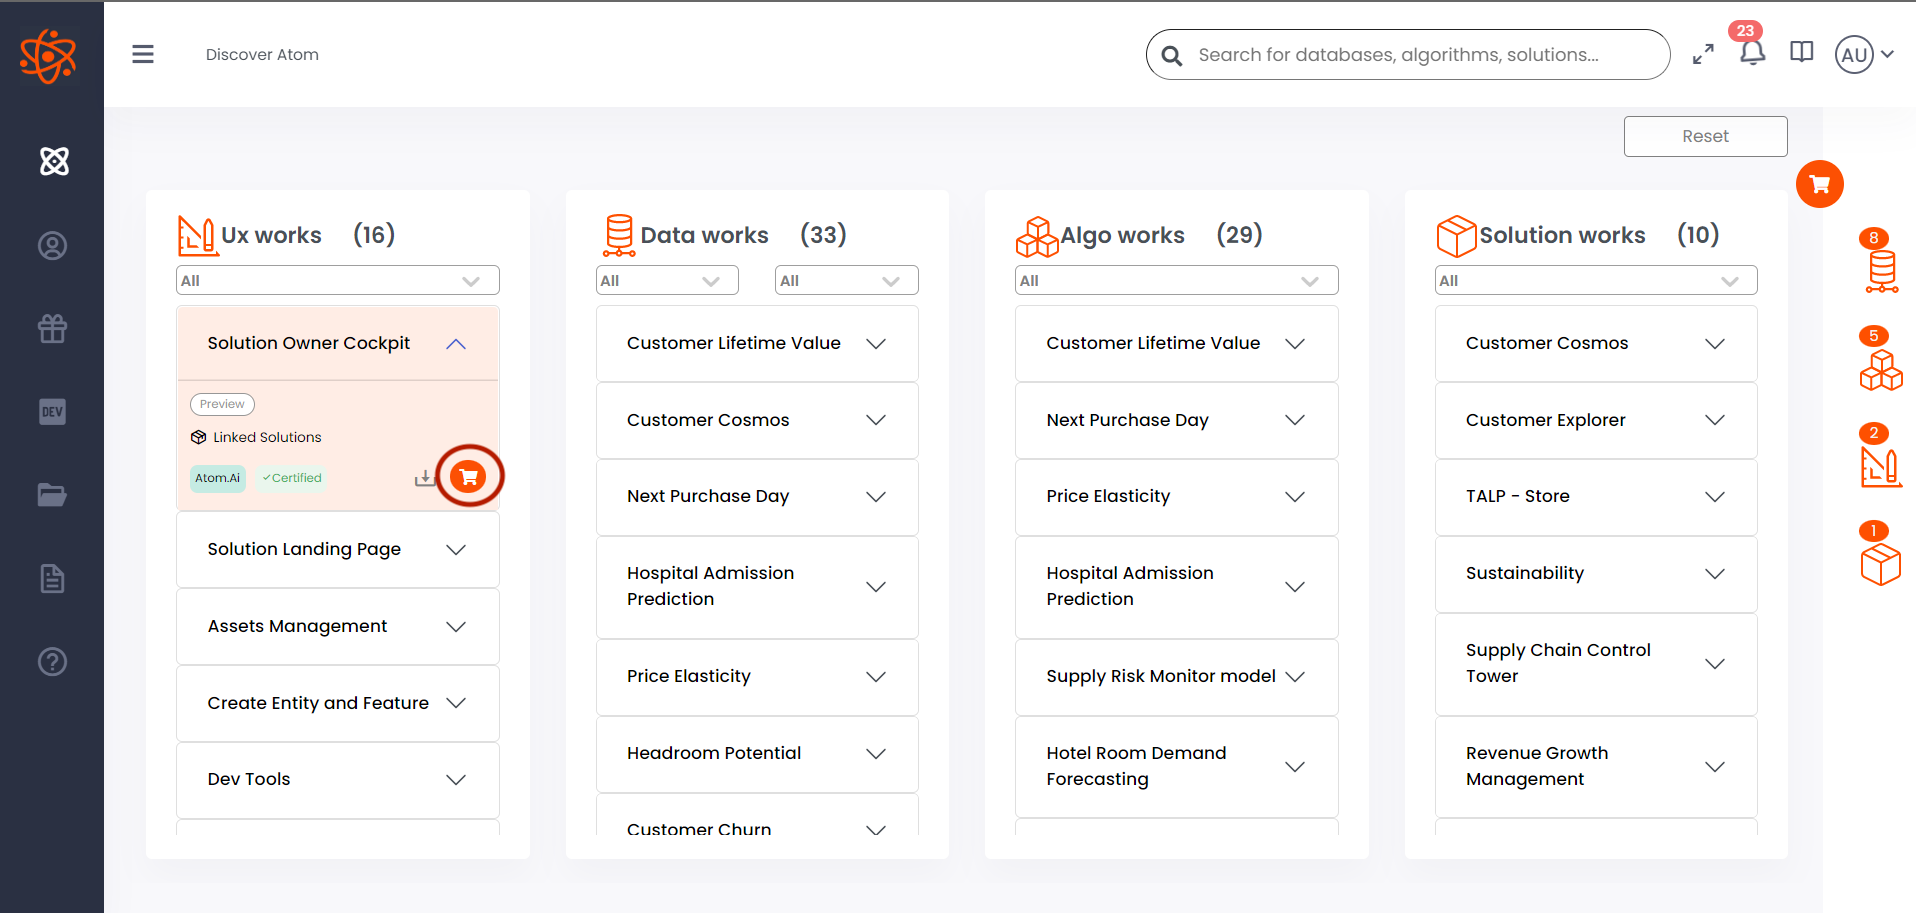 Discover Atom
Search for databases, algorithms, solutions...
23
AU
Reset
Ux works (16)
All
Solution Owner Cockpit
Preview
Linked Solutions
Atom.Ai
Certified
Solution Landing Page
Assets Management
Create Entity and Feature
Dev Tools
Data works (33)
All
All
Customer Lifetime Value
Customer Cosmos
Next Purchase Day
Hospital Admission
Prediction
Price Elasticity
Headroom Potential
Customer Churn
Algo works (29)
All
Customer Lifetime Value
Next Purchase Day
Price Elasticity
Hospital Admission
Prediction
Supply Risk Monitor model
Hotel Room Demand
Forecasting
Solution works (10)
All
Customer Cosmos
Customer Explorer
TALP - Store
Sustainability
Supply Chain Control
Tower
Revenue Growth
Management
8
5
2
1
DEV